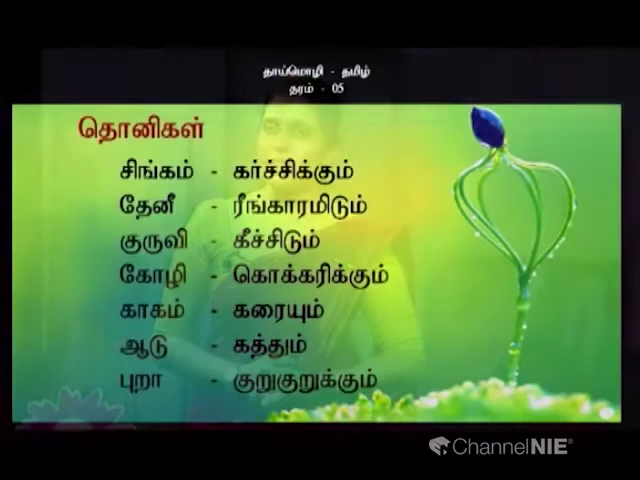 தாய்மொழி - தமிழ்
தரம் - 05
தொனிகள்
சிங்கம் - கர்ச்சிக்கும்
தேனீ - ரீங்காரமிடும்
குருவி - கீச்சிடும்
கோழி - கொக்கரிக்கும்
காகம் - கரையும்
ஆடு - கத்தும்
புறா - குறுகுறுக்கும்
ChannelNIE